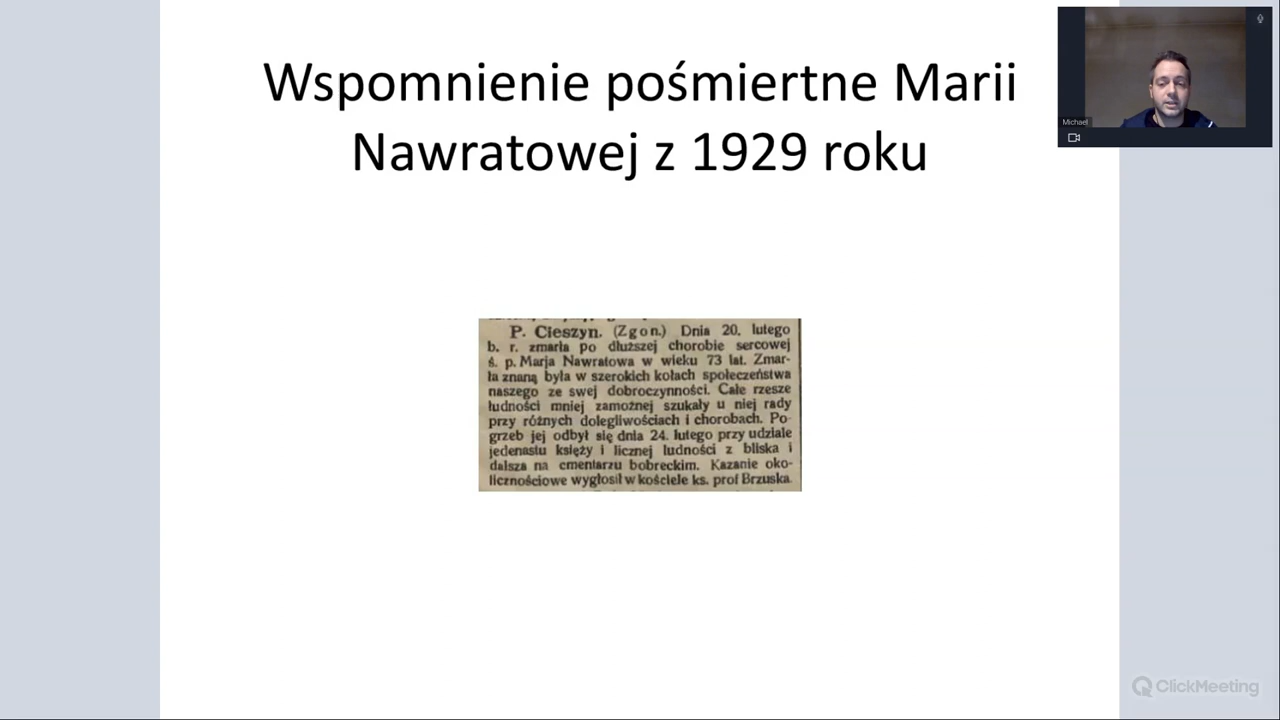 Wspomnienie pośmiertne Marii
Nawratowej z 1929 roku
Michael
P. Cieszyn. (Zgon.) Dnia 20. lutego
b. r. zmarła po dłuższej chorobie sercowej
ś. p. Marja Nawratowa w wieku 73 lat. Zmar-
ła znaną była w szerokich kołach społeczeństwa
naszego ze swej dobroczynności. Całe rzesze
ludności mniej zamożnej szukały u niej rady
przy różnych dolegliwościach i chorobach. Po-
grzeb jej odbył się dnia 24. lutego przy udziale
jedenastu księży i licznej ludności z bliska i
dalsza na cmentarzu bobreckim. Kazanie oko-
licznościowe wygłosił w kościele ks. prof Brzuska.
ClickMeeting